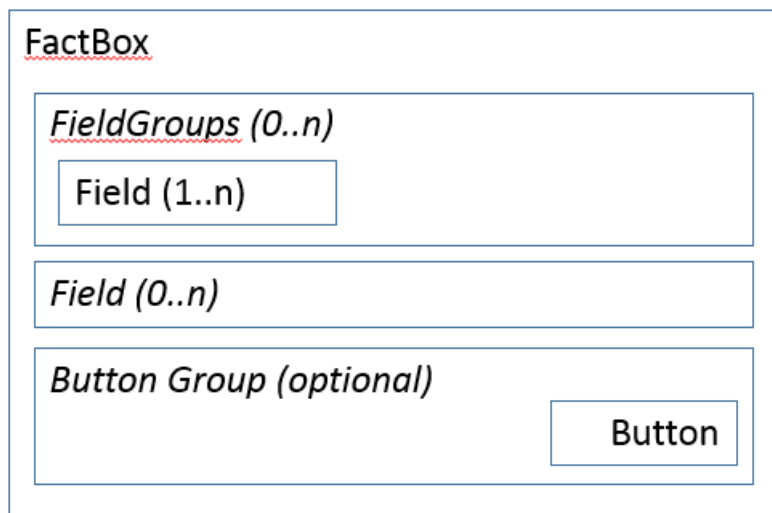 FactBox
FieldGroups (0..n)
Field (1..n)
Field (0..n)
Button Group (optional)
Button